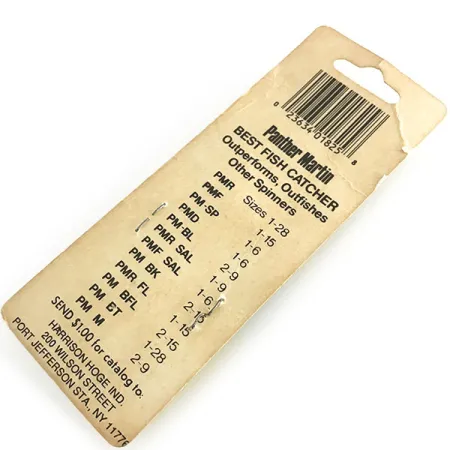 0 23634 01825 8
Panther Martin
BEST FISH CATCHER
Outperforms, Outfishes
Other Spinners
PMR Sizes 1-28
PMF 1-15
PM SP 1-6
PMD 1-6
PM BL 2-9
PMR SAL 1-9
PMF SAL 1-6
PM BK 2-15
PMR FL 1-15
PM BFL 2-15
PM ET 1-28
PM M 2-9
SEND $1.00 for catalog to:
HARRISON HOGE IND.
200 WILSON STREET
PORT JEFFERSON STA., NY 11776